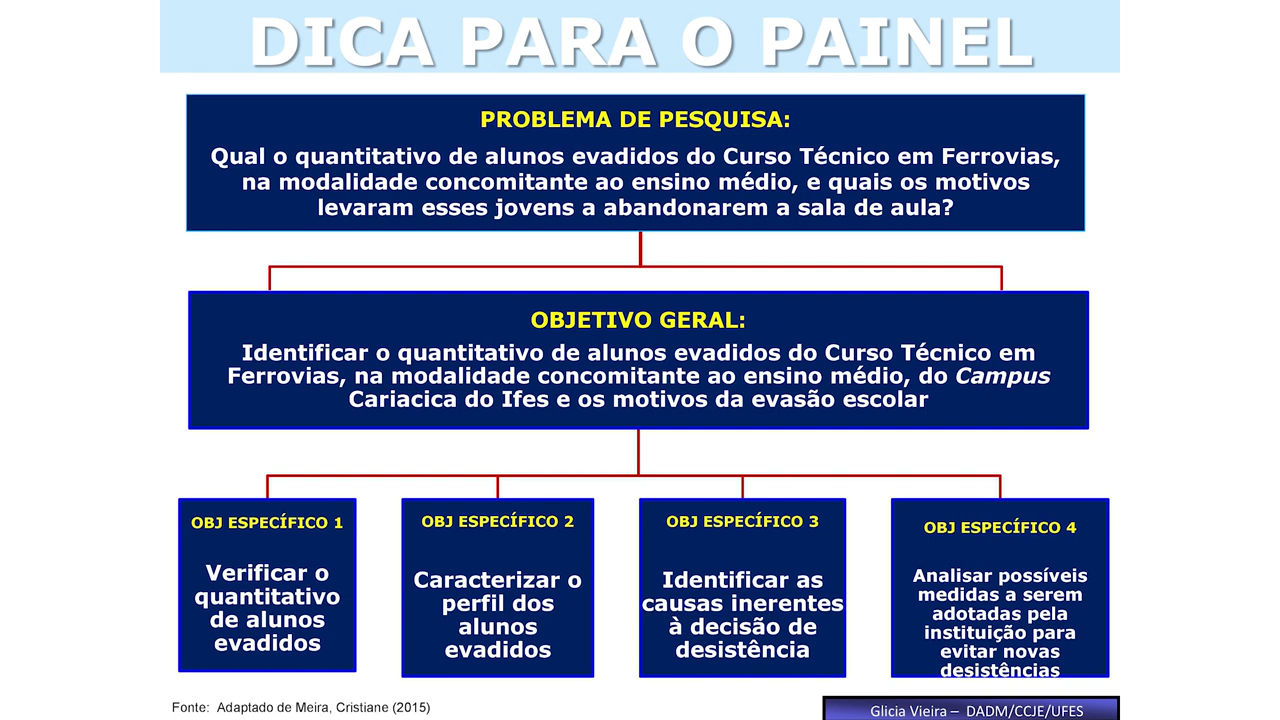 DICA PARA O PAINEL
PROBLEMA DE PESQUISA:
Qual o quantitativo de alunos evadidos do Curso Técnico em Ferrovias,
na modalidade concomitante ao ensino médio, e quais os motivos
levaram esses jovens a abandonarem a sala de aula?
OBJETIVO GERAL:
Identificar o quantitativo de alunos evadidos do Curso Técnico em
Ferrovias, na modalidade concomitante ao ensino médio, do Campus
Cariacica do Ifes e os motivos da evasão escolar
OBJ ESPECÍFICO 1
Verificar o
quantitativo
de alunos
evadidos
OBJ ESPECÍFICO 2
Caracterizar o
perfil dos
alunos
evadidos
OBJ ESPECÍFICO 3
Identificar as
causas inerentes
à decisão de
desistência
OBJ ESPECÍFICO 4
Analisar possíveis
medidas a serem
adotadas pela
instituição para
evitar novas
desistências
Fonte: Adaptado de Meira, Cristiane (2015)
Glicia Vieira – DADM/CCJE/UFES